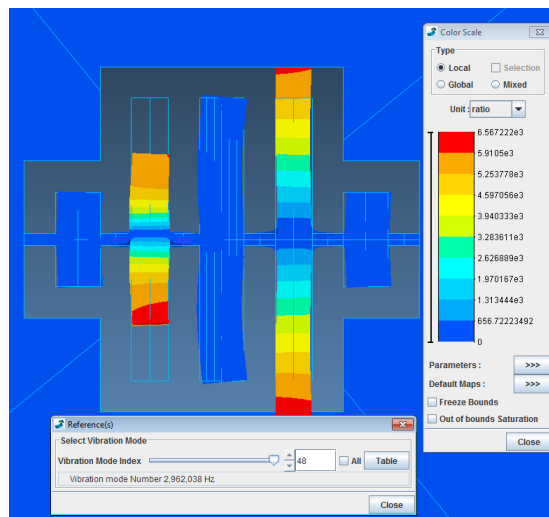 Color Scale
Type
Local
Selection
Global
Mixed
Unit : ratio
6.567222e3
5.9105e3
5.253778e3
4.597056e3
3.940333e3
3.283611e3
2.626889e3
1.970167e3
1.313444e3
656.72223492
0
Parameters :
>>>
Default Maps :
>>>
Freeze Bounds
Out of bounds Saturation
Close
Reference(s)
Select Vibration Mode
Vibration Mode Index
48
All
Table
Vibration mode Number 2,962,038 Hz
Close